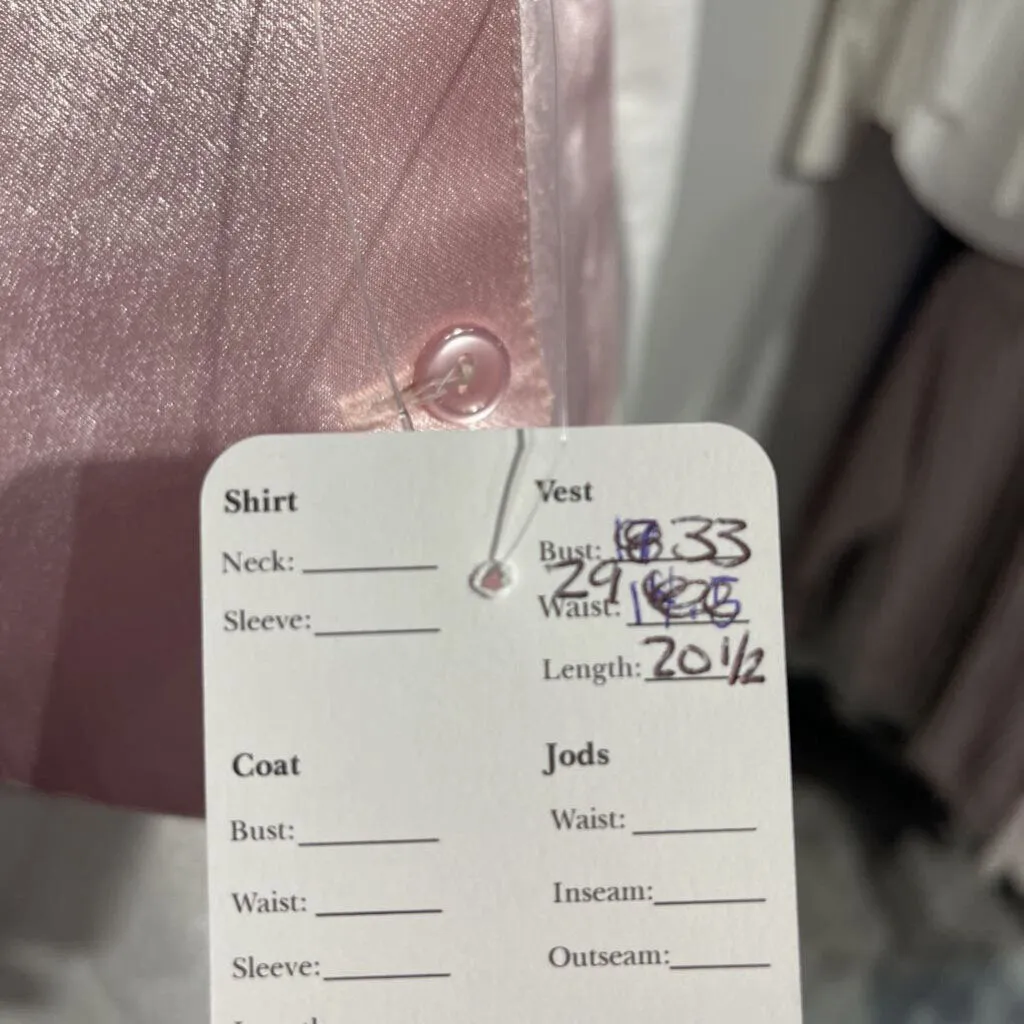 Shirt
Neck:
Sleeve:
Vest
Bust: 33
29
Waist:
Length: 20 1/2
Coat
Bust:
Waist:
Sleeve:
Jods
Waist:
Inseam:
Outseam: